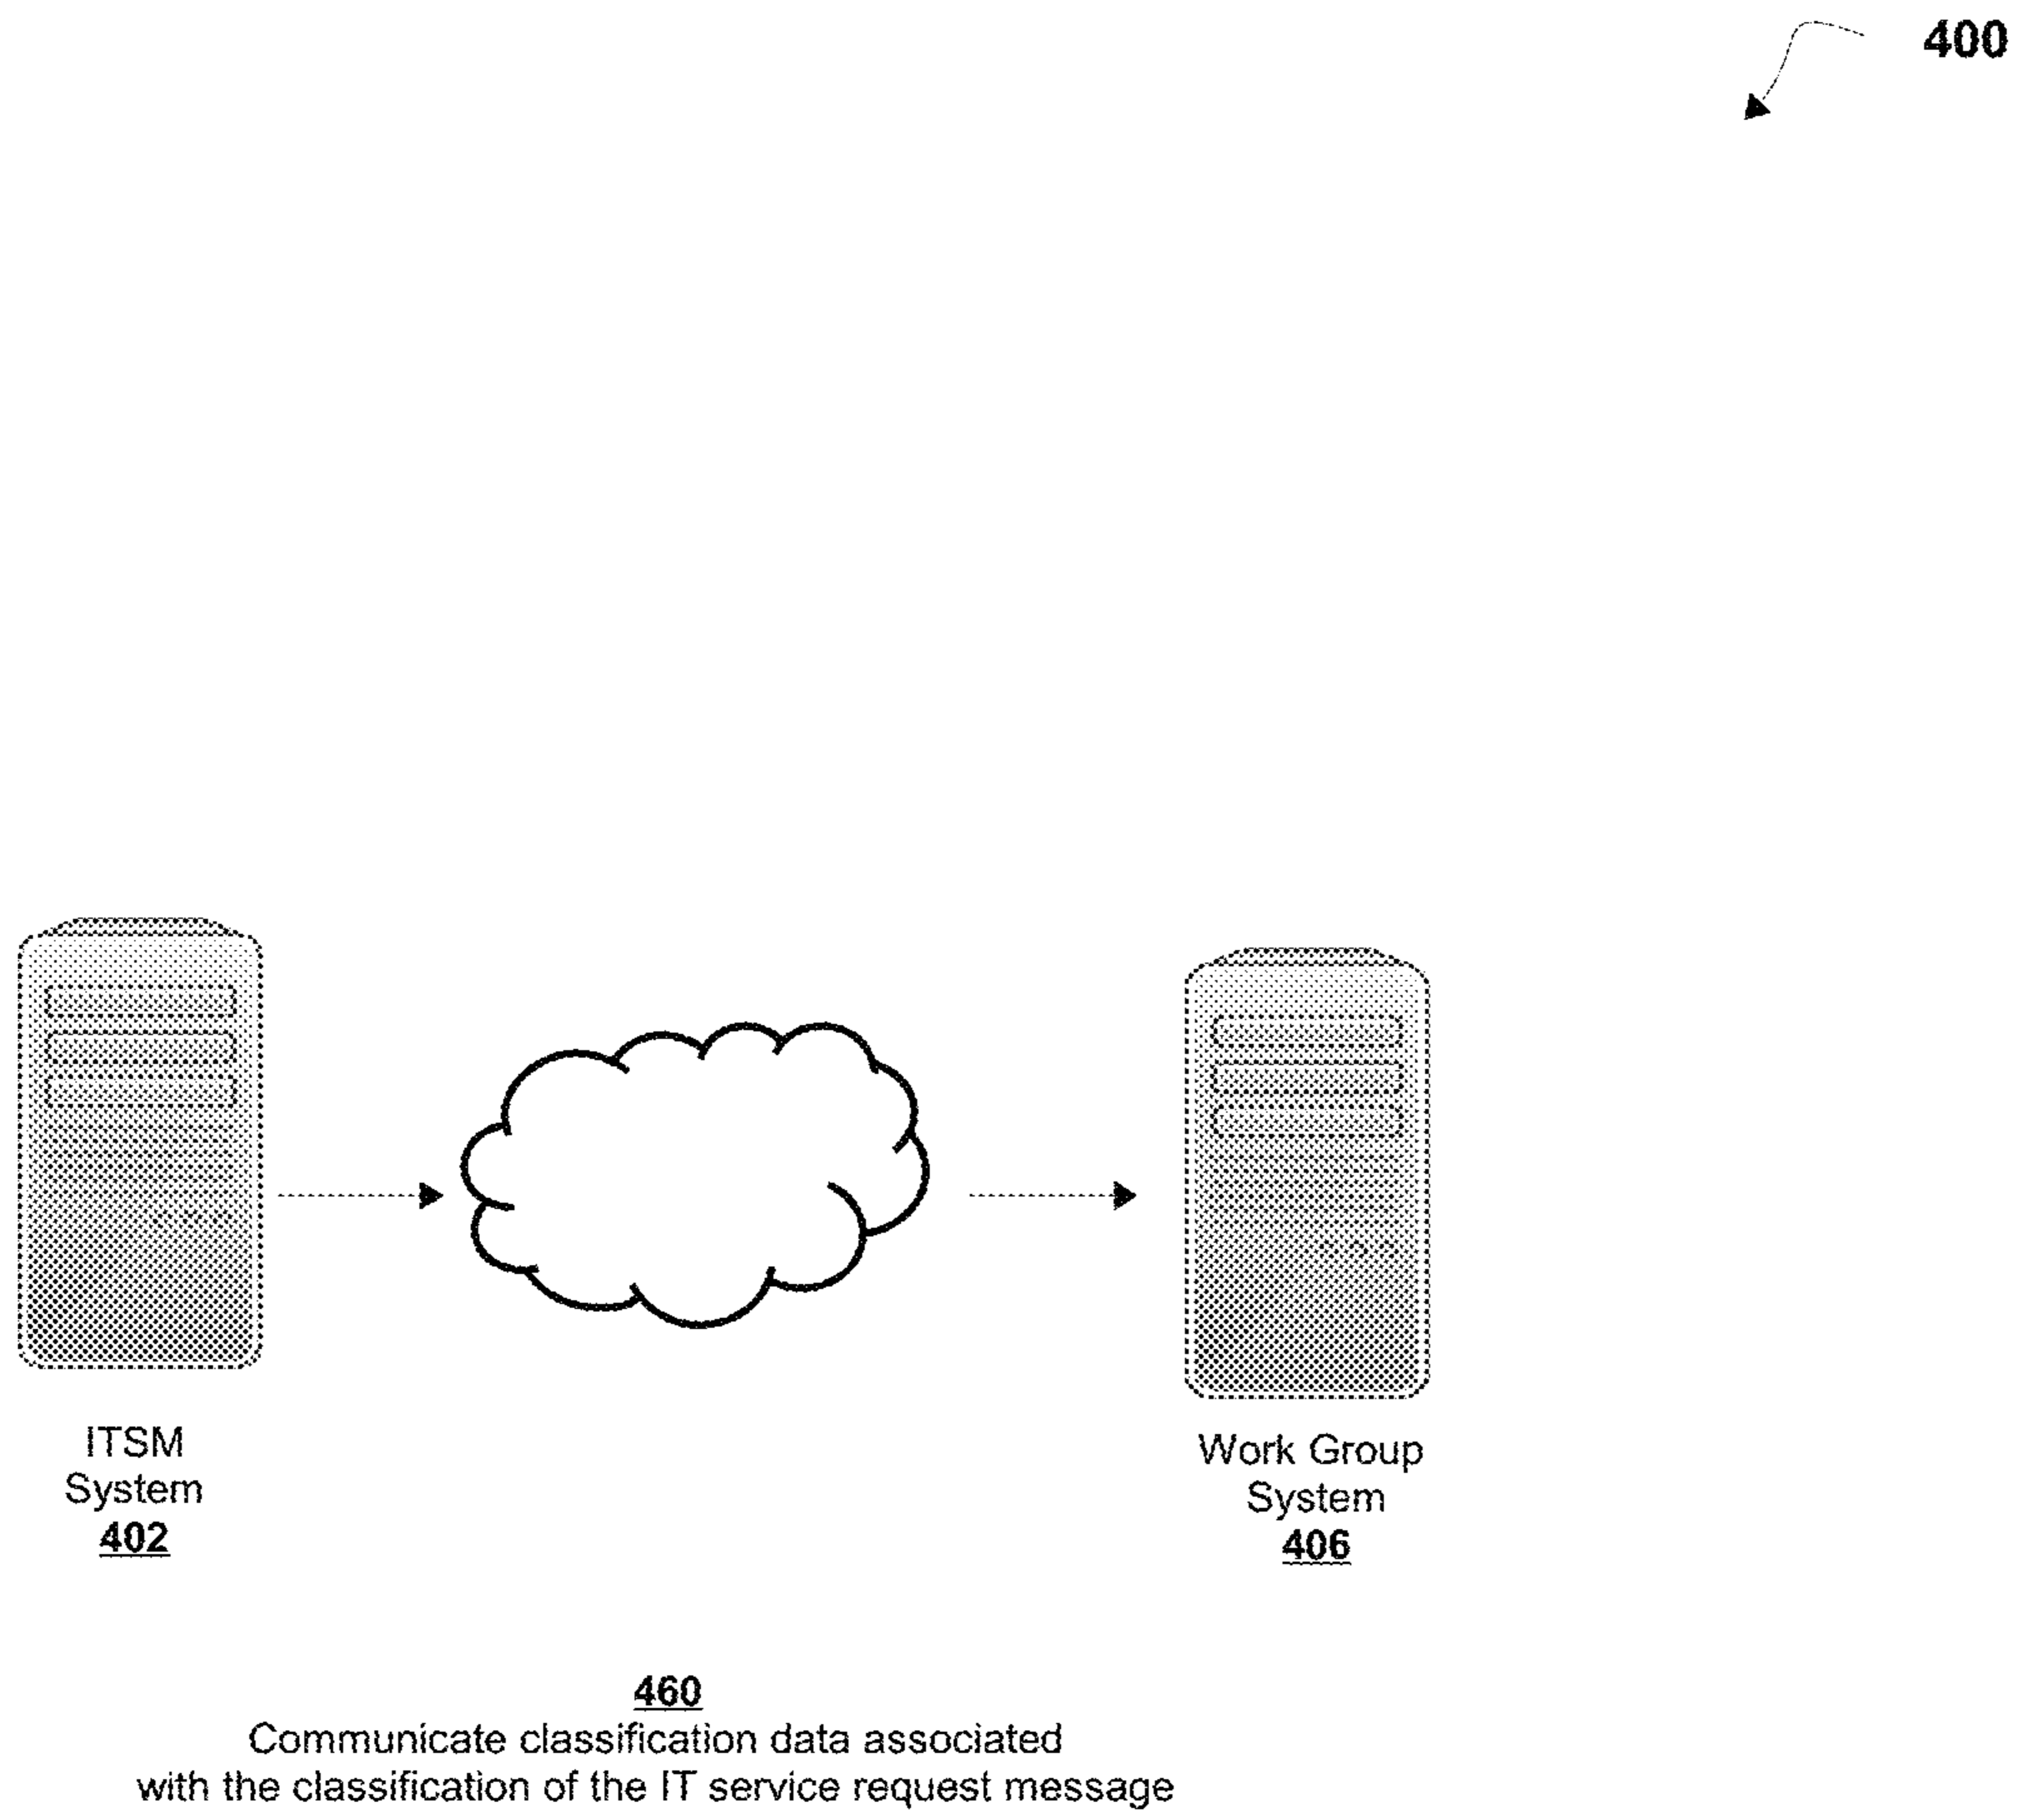 400
ITSM
System
402
Work Group
System
406
460
Communicate classification data associated
with the classification of the IT service request message